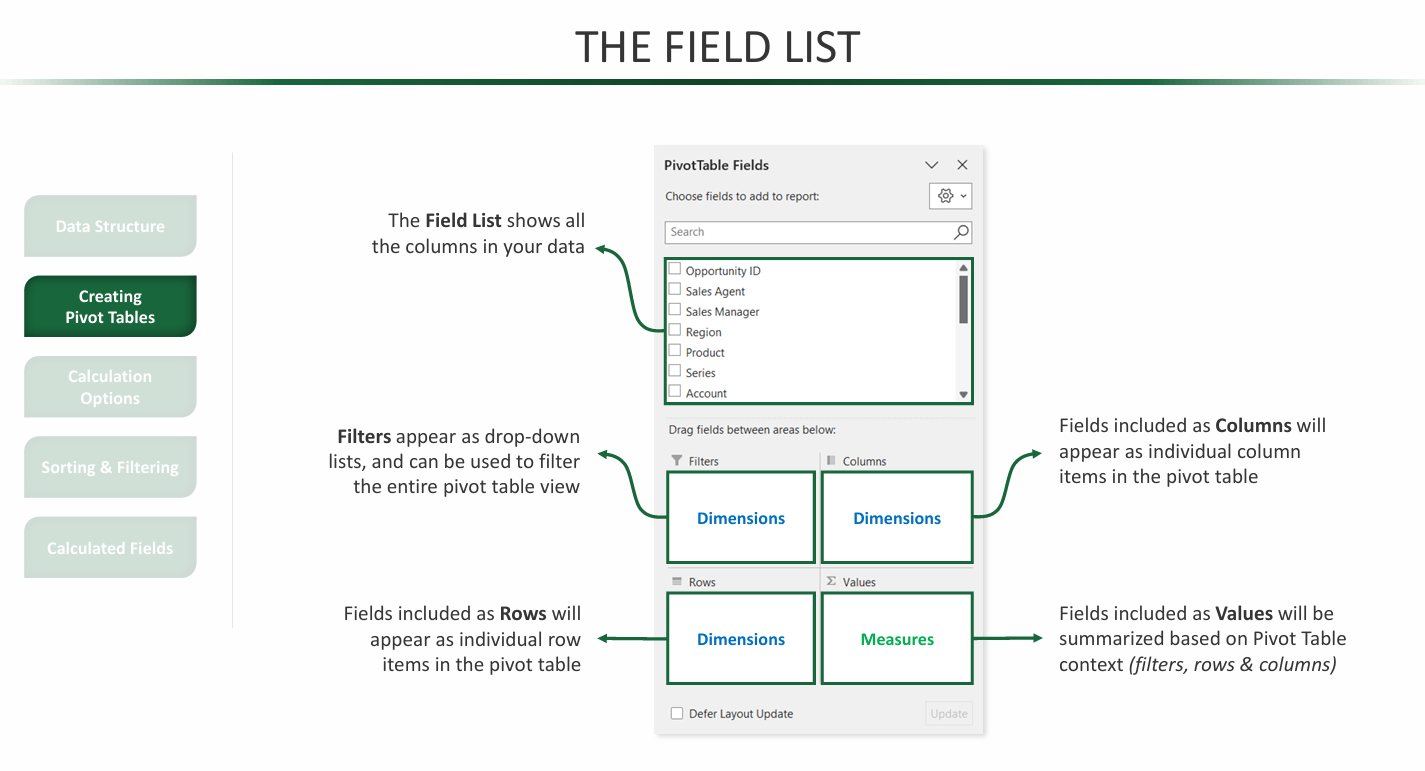 THE FIELD LIST
Data Structure
Creating
Pivot Tables
Calculation
Options
Sorting & Filtering
Calculated Fields
The Field List shows all
the columns in your data
Filters appear as drop-down
lists, and can be used to filter
the entire pivot table view
Fields included as Rows will
appear as individual row
items in the pivot table
PivotTable Fields
Choose fields to add to report:
Search
Opportunity ID
Sales Agent
Sales Manager
Region
Product
Series
Account
Drag fields between areas below:
Filters
Columns
Dimensions
Dimensions
Rows
Values
Dimensions
Measures
Defer Layout Update
Update
Fields included as Columns will
appear as individual column
items in the pivot table
Fields included as Values will be
summarized based on Pivot Table
context (filters, rows & columns)